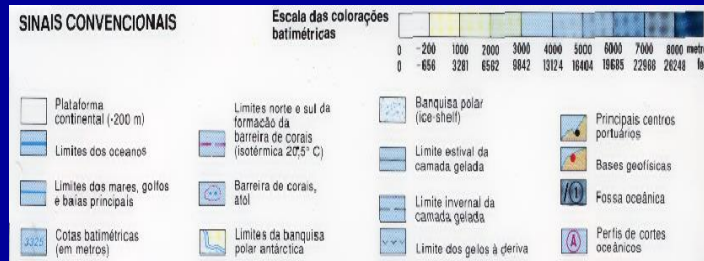 SINAIS CONVENCIONAIS
Escala das colorações
batimétricas
0 -200 1000 2000 3000 4000 5000 6000 7000 8000 metro
0 -656 3281 6562 9842 13124 16404 19685 22966 26248
Plataforma
continental (-200 m)
Limites dos oceanos
Limites dos mares, golfos
e baías principais
3325
Cotas batimétricas
(em metros)
Limites norte e sul da
formação da
barreira de corais
(isotérmica 20,5° C)
Barreira de corais,
atol
Limites da banquisa
polar antárctica
Banquisa polar
(ice-shelf)
Limite estival da
camada gelada
Limite invernal da
camada gelada
Limite dos gelos à deriva
Principais centros
portuários
Bases geofísicas
1
Fossa oceânica
A
Perfis de cortes
oceânicos